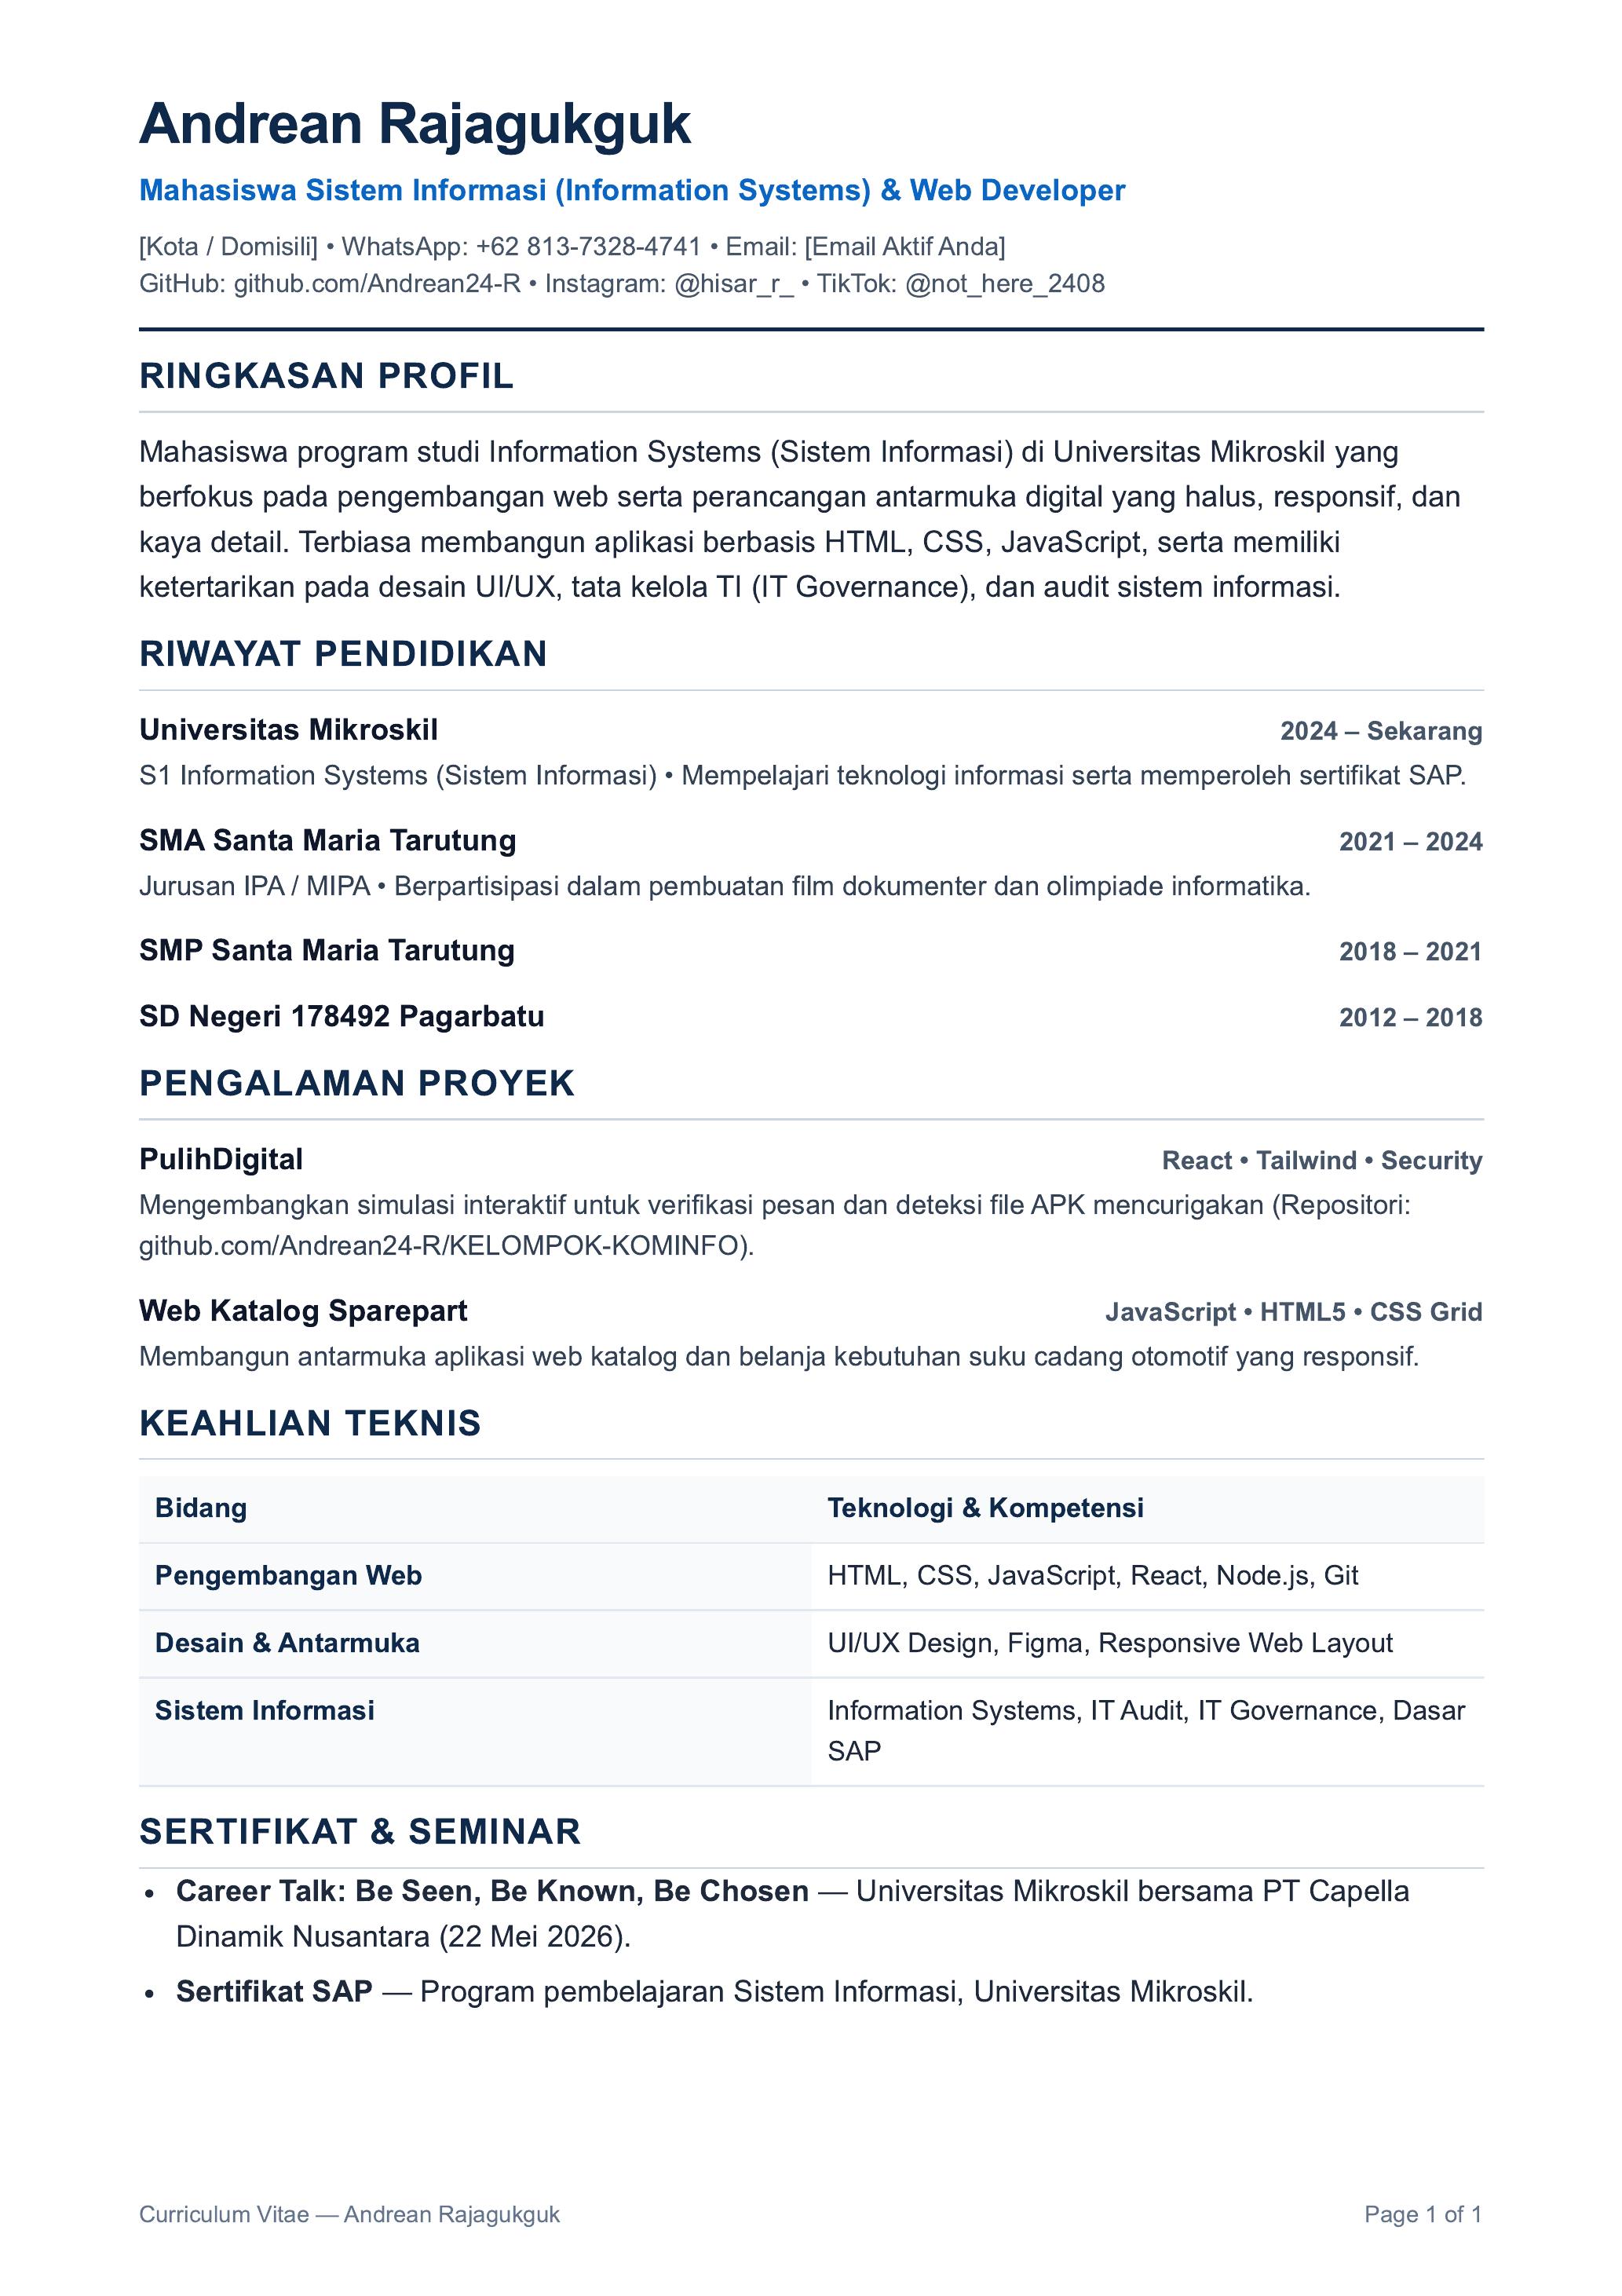 Andrean Rajagukguk
Mahasiswa Sistem Informasi (Information Systems) & Web Developer
[Kota / Domisili] • WhatsApp: +62 813-7328-4741 • Email: [Email Aktif Anda]
GitHub: github.com/Andrean24-R • Instagram: @hisar_r_ • TikTok: @not_here_2408
RINGKASAN PROFIL
Mahasiswa program studi Information Systems (Sistem Informasi) di Universitas Mikroskil yang
berfokus pada pengembangan web serta perancangan antarmuka digital yang halus, responsif, dan
kaya detail. Terbiasa membangun aplikasi berbasis HTML, CSS, JavaScript, serta memiliki
ketertarikan pada desain UI/UX, tata kelola TI (IT Governance), dan audit sistem informasi.
RIWAYAT PENDIDIKAN
Universitas Mikroskil 2024 – Sekarang
S1 Information Systems (Sistem Informasi) • Mempelajari teknologi informasi serta memperoleh sertifikat SAP.
SMA Santa Maria Tarutung 2021 – 2024
Jurusan IPA / MIPA • Berpartisipasi dalam pembuatan film dokumenter dan olimpiade informatika.
SMP Santa Maria Tarutung 2018 – 2021
SD Negeri 178492 Pagarbatu 2012 – 2018
PENGALAMAN PROYEK
PulihDigital React • Tailwind • Security
Mengembangkan simulasi interaktif untuk verifikasi pesan dan deteksi file APK mencurigakan (Repositori:
github.com/Andrean24-R/KELOMPOK-KOMINFO).
Web Katalog Sparepart JavaScript • HTML5 • CSS Grid
Membangun antarmuka aplikasi web katalog dan belanja kebutuhan suku cadang otomotif yang responsif.
KEAHLIAN TEKNIS
Bidang Teknologi & Kompetensi
Pengembangan Web HTML, CSS, JavaScript, React, Node.js, Git
Desain & Antarmuka UI/UX Design, Figma, Responsive Web Layout
Sistem Informasi Information Systems, IT Audit, IT Governance, Dasar
SAP
SERTIFIKAT & SEMINAR
• Career Talk: Be Seen, Be Known, Be Chosen — Universitas Mikroskil bersama PT Capella
Dinamik Nusantara (22 Mei 2026).
• Sertifikat SAP — Program pembelajaran Sistem Informasi, Universitas Mikroskil.
Curriculum Vitae — Andrean Rajagukguk Page 1 of 1